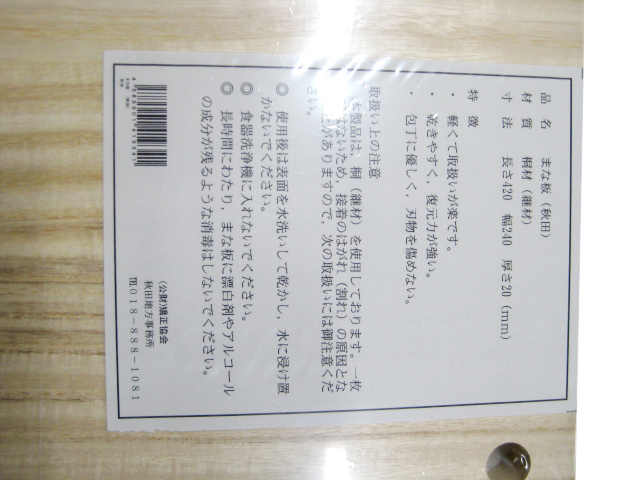 品 名 まな板（秋田）
材 質 桐材（継材）
寸 法 長さ420 幅240 厚さ20（mm）
特 徴
・ 軽くて取扱いが楽です。
・ 乾きやすく，復元力が強い。
・ 包丁に優しく，刃物を傷めない。
取扱い上の注意
本製品は，桐（継材）を使用しております。一枚
ではないため，接着のはがれ（割れ）の原因とな
とがありますので，次の取扱いには御注意くだ
さい。
◎ 使用後は表面を水洗いして乾かし，水に浸け置
かないでください。
◎ 食器洗浄機に入れないでください。
◎ 長時間にわたり，まな板に漂白剤やアルコール
の成分が残るような消毒はしないでください。
（公財）矯正協会
秋田地方事務所
℡018-888-1081